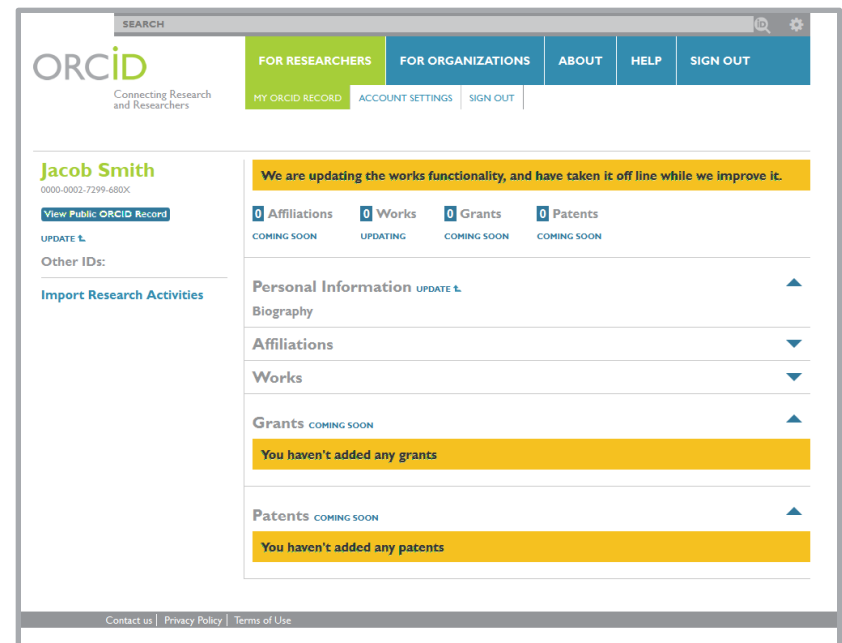 SEARCH
iD
ORCiD
Connecting Research
and Researchers
FOR RESEARCHERS FOR ORGANIZATIONS ABOUT HELP SIGN OUT
MY ORCID RECORD ACCOUNT SETTINGS SIGN OUT
Jacob Smith
0000-0002-7299-680X
View Public ORCID Record
UPDATE
Other IDs:
Import Research Activities
We are updating the works functionality, and have taken it off line while we improve it.
0 Affiliations 0 Works 0 Grants 0 Patents
COMING SOON UPDATING COMING SOON COMING SOON
Personal Information UPDATE
Biography
Affiliations
Works
Grants COMING SOON
You haven't added any grants
Patents COMING SOON
You haven't added any patents
Contact us | Privacy Policy | Terms of Use